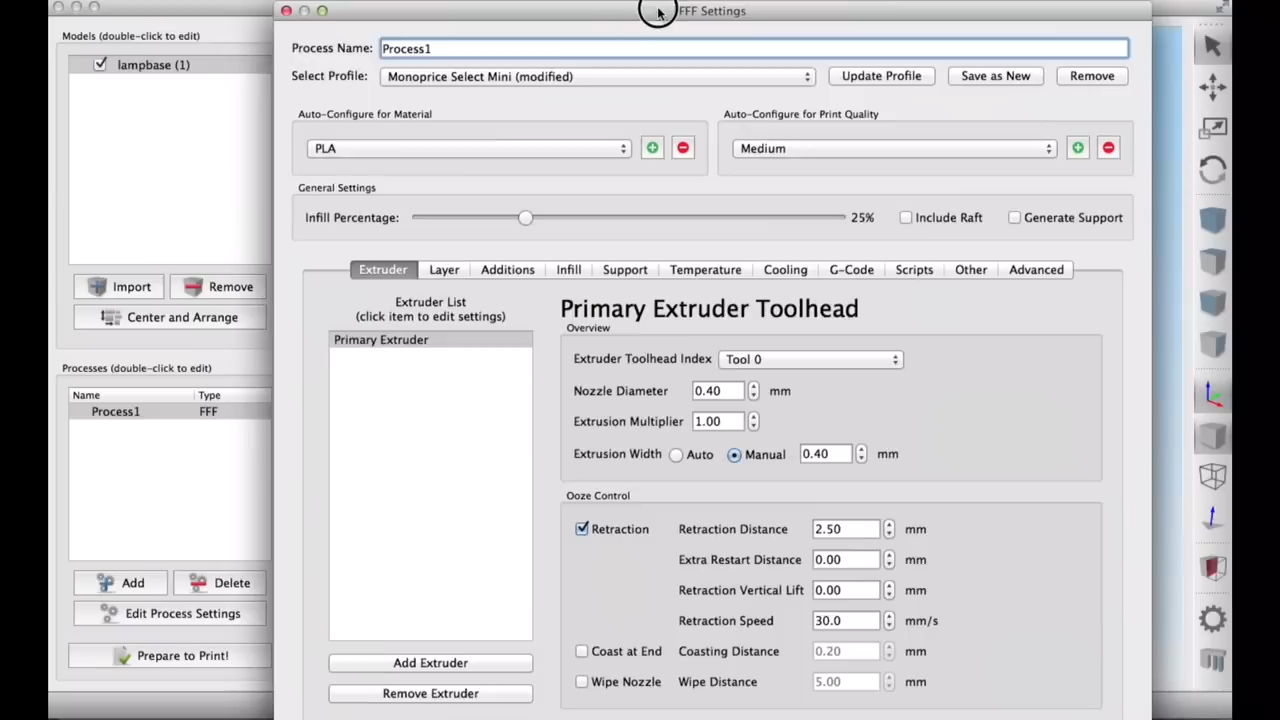 FFF Settings
Models (double-click to edit)
lampbase (1)
Import
Remove
Center and Arrange
Processes (double-click to edit)
Name Type
Process1 FFF
Add
Delete
Edit Process Settings
Prepare to Print!
Process Name: Process1
Select Profile: Monoprice Select Mini (modified) Update Profile Save as New Remove
Auto-Configure for Material
PLA
Auto-Configure for Print Quality
Medium
General Settings
Infill Percentage: 25% Include Raft Generate Support
Extruder Layer Additions Infill Support Temperature Cooling G-Code Scripts Other Advanced
Extruder List
(click item to edit settings)
Primary Extruder
Add Extruder
Remove Extruder
Primary Extruder Toolhead
Overview
Extruder Toolhead Index Tool 0
Nozzle Diameter 0.40 mm
Extrusion Multiplier 1.00
Extrusion Width Auto Manual 0.40 mm
Ooze Control
Retraction Retraction Distance 2.50 mm
Extra Restart Distance 0.00 mm
Retraction Vertical Lift 0.00 mm
Retraction Speed 30.0 mm/s
Coast at End Coasting Distance 0.20 mm
Wipe Nozzle Wipe Distance 5.00 mm